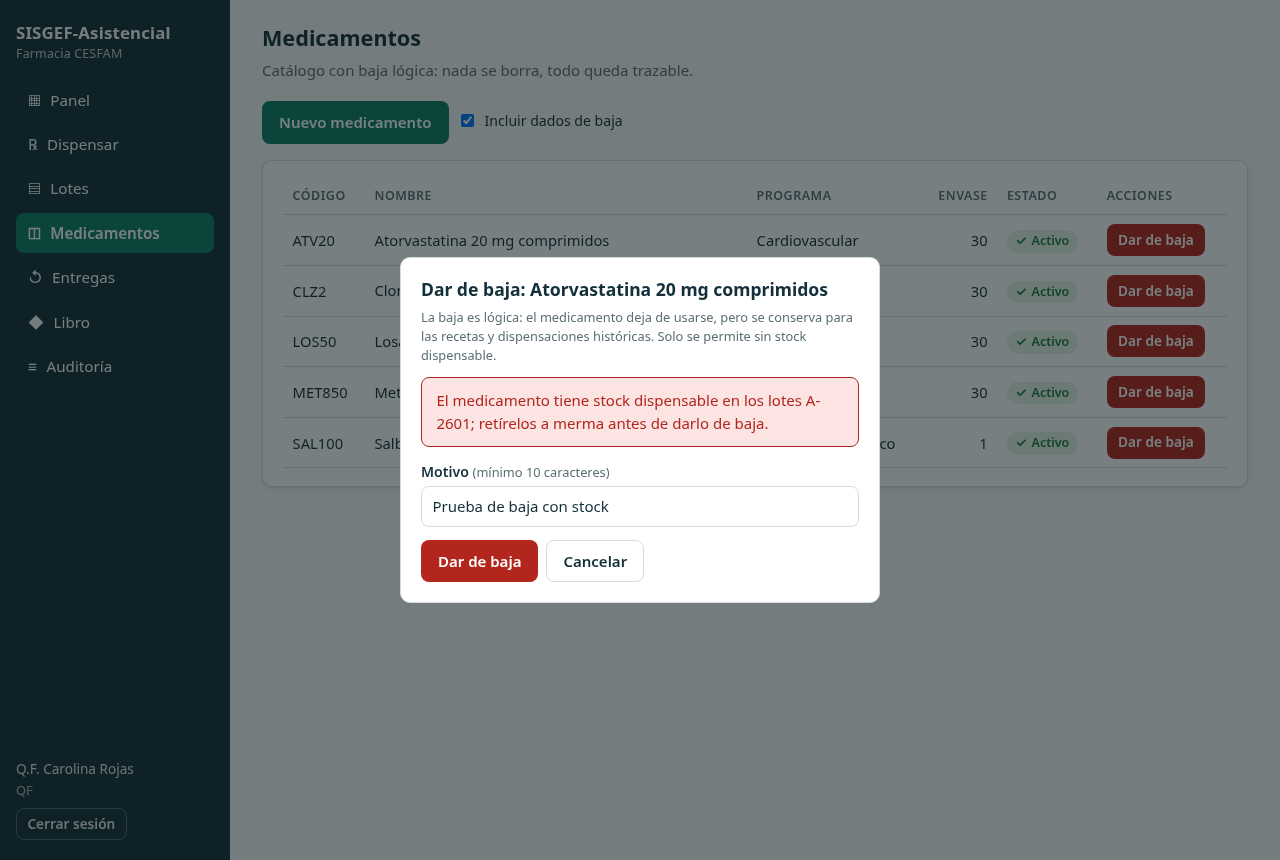 SISGEF-Asistencial
Farmacia CESFAM
Panel
Dispensar
Lotes
Medicamentos
Entregas
Libro
Auditoría
Q.F. Carolina Rojas
QF
Cerrar sesión
Medicamentos
Catálogo con baja lógica: nada se borra, todo queda trazable.
Nuevo medicamento
Incluir dados de baja
CÓDIGO NOMBRE PROGRAMA ENVASE ESTADO ACCIONES
ATV20 Atorvastatina 20 mg comprimidos Cardiovascular 30 ✓ Activo Dar de baja
CLZ2 30 ✓ Activo Dar de baja
LOS50 30 ✓ Activo Dar de baja
MET850 30 ✓ Activo Dar de baja
SAL100 1 ✓ Activo Dar de baja
Dar de baja: Atorvastatina 20 mg comprimidos
La baja es lógica: el medicamento deja de usarse, pero se conserva para
las recetas y dispensaciones históricas. Solo se permite sin stock
dispensable.
El medicamento tiene stock dispensable en los lotes A-
2601; retírelos a merma antes de darlo de baja.
Motivo (mínimo 10 caracteres)
Prueba de baja con stock
Dar de baja
Cancelar